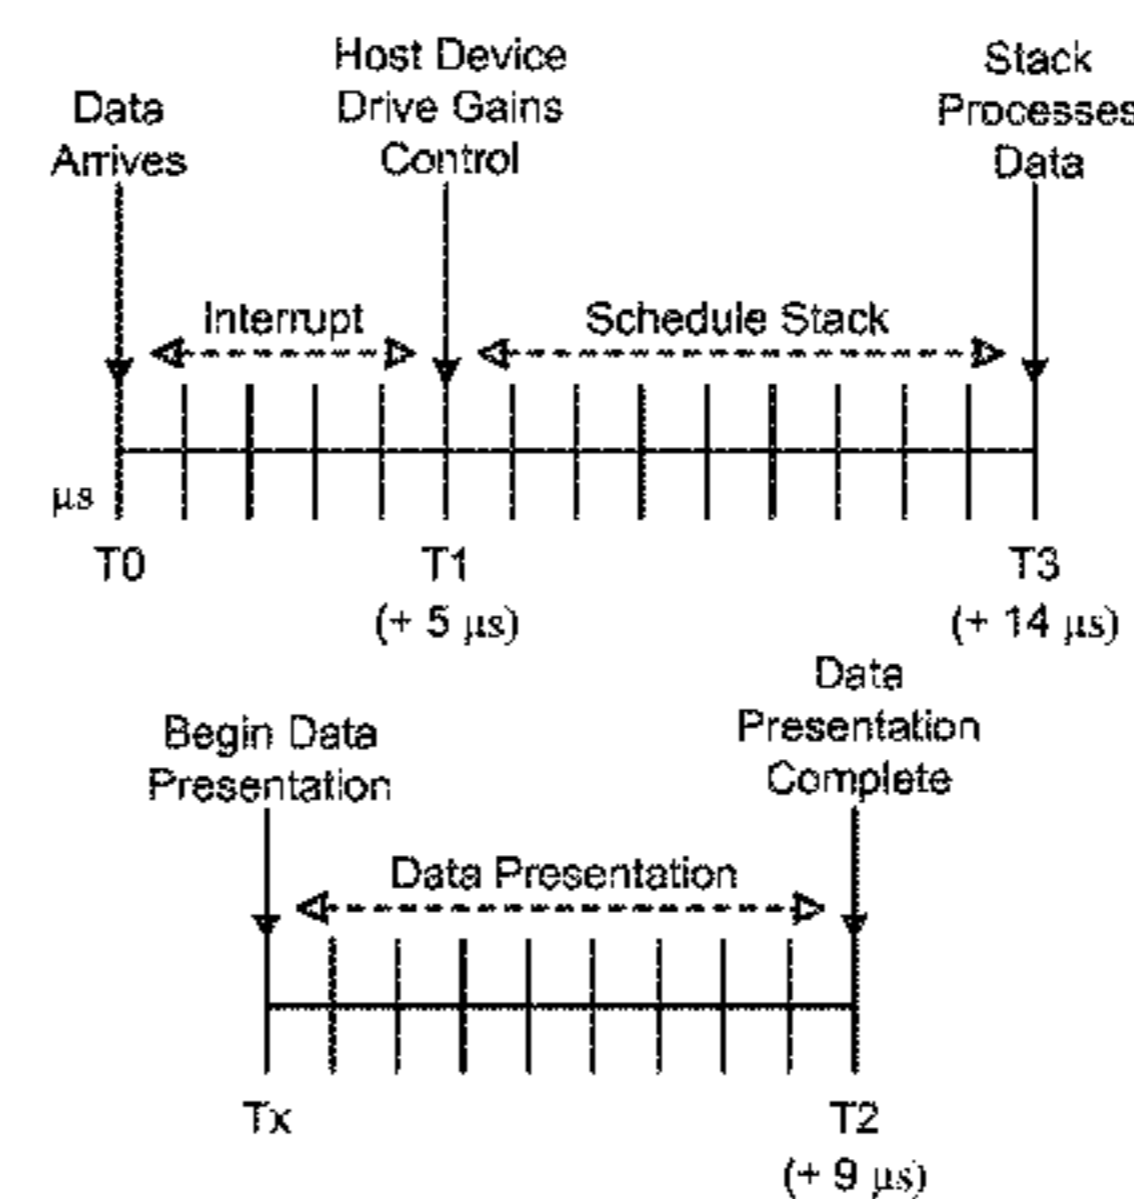 Data
Arrives
Host Device
Drive Gains
Control
Stack
Processes
Data
Interrupt
Schedule Stack
μs
T0
T1
(+ 5 μs)
T3
(+ 14 μs)
Begin Data
Presentation
Data
Presentation
Complete
Data Presentation
Tx
T2
(+ 9 μs)